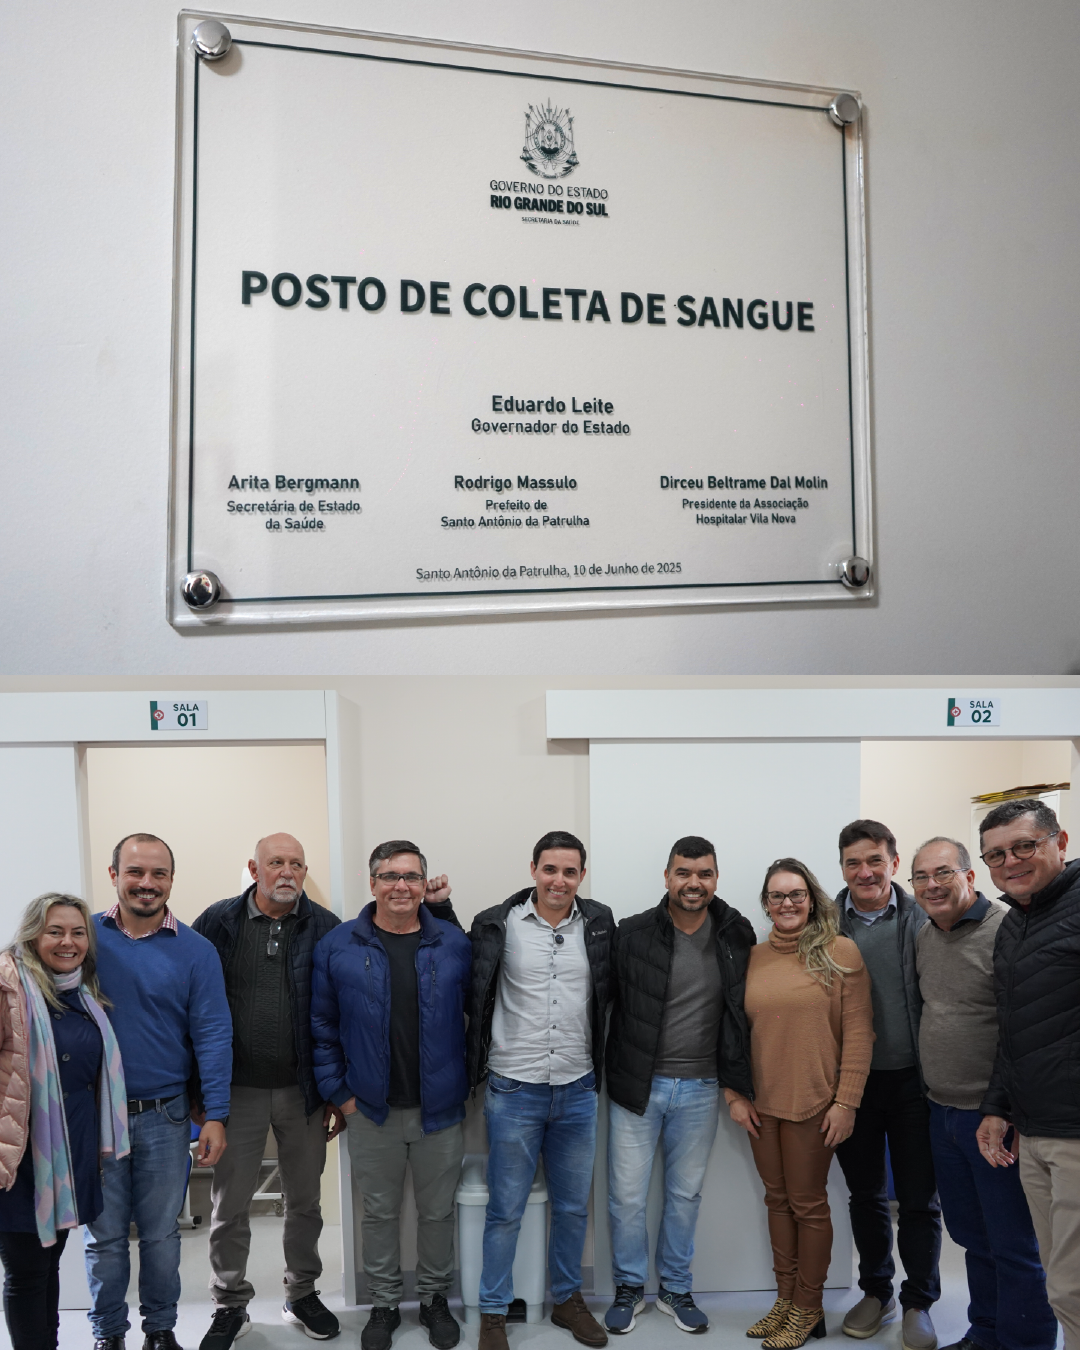 GOVERNO DO ESTADO
RIO GRANDE DO SUL
SECRETARIA DA SAÚDE
POSTO DE COLETA DE SANGUE
Eduardo Leite
Governador do Estado
Arita Bergmann
Secretária de Estado
da Saúde
Rodrigo Massulo
Prefeito de
Santo Antônio da Patrulha
Dirceu Beltrame Dal Molin
Presidente da Associação
Hospitalar Vila Nova
Santo Antônio da Patrulha, 10 de Junho de 2025
SALA
01
SALA
02